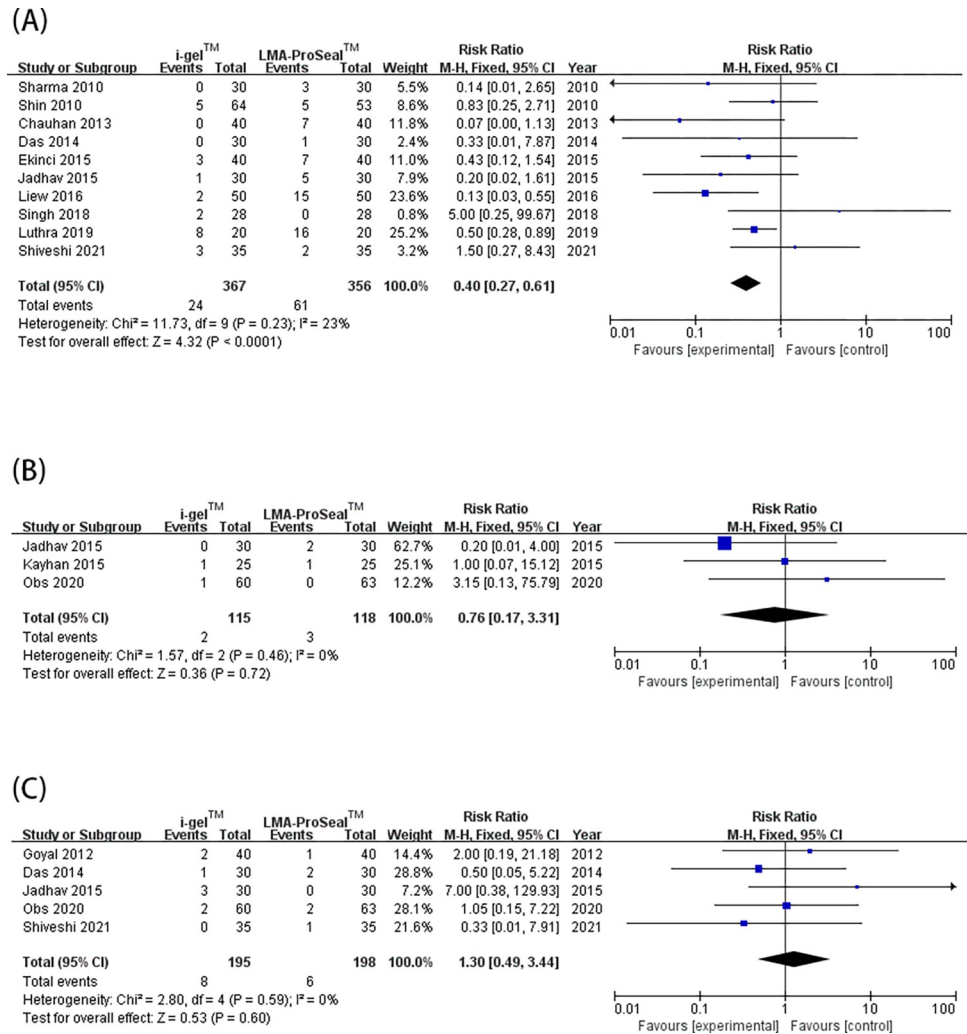 (A)
i-gel™ LMA-ProSeal™ Risk Ratio Risk Ratio
Study or Subgroup Events Total Events Total Weight M-H, Fixed, 95% CI Year M-H, Fixed, 95% CI
Sharma 2010 0 30 3 30 5.5% 0.14 [0.01, 2.65] 2010
Shin 2010 5 64 5 53 8.6% 0.83 [0.25, 2.71] 2010
Chauhan 2013 0 40 7 40 11.8% 0.07 [0.00, 1.13] 2013
Das 2014 0 30 1 30 2.4% 0.33 [0.01, 7.87] 2014
Ekinci 2015 3 40 7 40 11.0% 0.43 [0.12, 1.54] 2015
Jadhav 2015 1 30 5 30 7.9% 0.20 [0.02, 1.61] 2015
Liew 2016 2 50 15 50 23.6% 0.13 [0.03, 0.55] 2016
Singh 2018 2 28 0 28 0.8% 5.00 [0.25, 99.67] 2018
Luthra 2019 8 20 16 20 25.2% 0.50 [0.28, 0.89] 2019
Shiveshi 2021 3 35 2 35 3.2% 1.50 [0.27, 8.43] 2021
Total (95% CI) 367 356 100.0% 0.40 [0.27, 0.61]
Total events 24 61
Heterogeneity: Chi² = 11.73, df = 9 (P = 0.23); I² = 23%
Test for overall effect: Z = 4.32 (P < 0.0001)
0.01 0.1 1 10 100
Favours [experimental] Favours [control]
(B)
i-gel™ LMA-ProSeal™ Risk Ratio Risk Ratio
Study or Subgroup Events Total Events Total Weight M-H, Fixed, 95% CI Year M-H, Fixed, 95% CI
Jadhav 2015 0 30 2 30 62.7% 0.20 [0.01, 4.00] 2015
Kayhan 2015 1 25 1 25 25.1% 1.00 [0.07, 15.12] 2015
Obs 2020 1 60 0 63 12.2% 3.15 [0.13, 75.79] 2020
Total (95% CI) 115 118 100.0% 0.76 [0.17, 3.31]
Total events 2 3
Heterogeneity: Chi² = 1.57, df = 2 (P = 0.46); I² = 0%
Test for overall effect: Z = 0.36 (P = 0.72)
0.01 0.1 1 10 100
Favours [experimental] Favours [control]
(C)
i-gel™ LMA-ProSeal™ Risk Ratio Risk Ratio
Study or Subgroup Events Total Events Total Weight M-H, Fixed, 95% CI Year M-H, Fixed, 95% CI
Goyal 2012 2 40 1 40 14.4% 2.00 [0.19, 21.18] 2012
Das 2014 1 30 2 30 28.8% 0.50 [0.05, 5.22] 2014
Jadhav 2015 3 30 0 30 7.2% 7.00 [0.38, 129.93] 2015
Obs 2020 2 60 2 63 28.1% 1.05 [0.15, 7.22] 2020
Shiveshi 2021 0 35 1 35 21.6% 0.33 [0.01, 7.91] 2021
Total (95% CI) 195 198 100.0% 1.30 [0.49, 3.44]
Total events 8 6
Heterogeneity: Chi² = 2.80, df = 4 (P = 0.59); I² = 0%
Test for overall effect: Z = 0.53 (P = 0.60)
0.01 0.1 1 10 100
Favours [experimental] Favours [control]